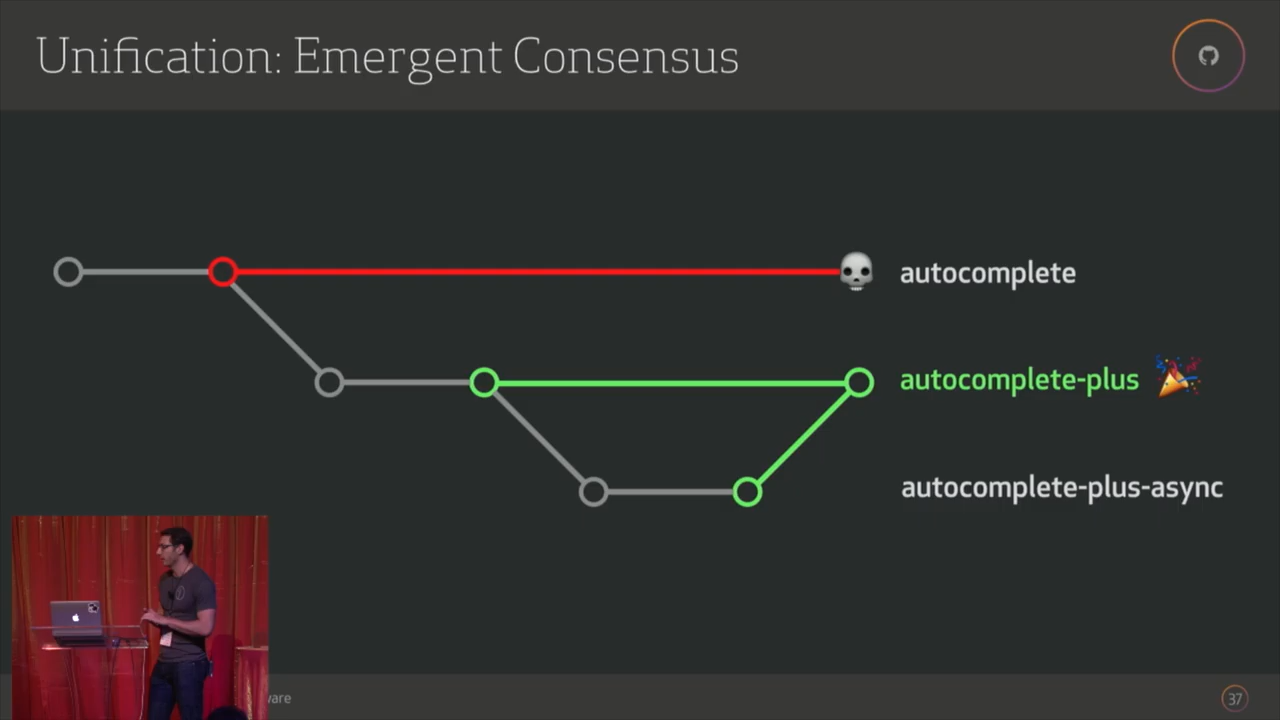 Unification: Emergent Consensus
autocomplete
autocomplete-plus
autocomplete-plus-async
37